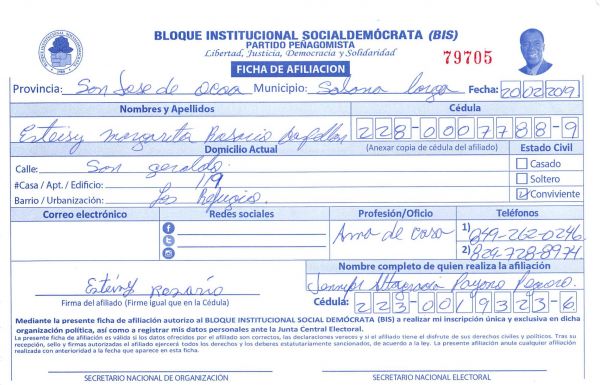 BLOQUE INSTITUCIONAL SOCIALDEMÓCRATA (BIS)
PARTIDO PEÑAGOMISTA
Libertad, Justicia, Democracia y Solidaridad
79705
FICHA DE AFILIACION
Provincia: San Jose de Ocoa Municipio: Sabana Larga Fecha: 20/02/2019
Nombres y Apellidos Cédula
Esteisy margarita Rosario 228-0007788-9
Domicilio Actual (Anexar copia de cédula del afiliado) Estado Civil
Calle: San geraldo. Casado
#Casa / Apt. / Edificio: 119 Soltero
Barrio / Urbanización: Los Refugios. Conviviente
Correo electrónico Redes sociales Profesión/Oficio Teléfonos
Ama de casa 1) 849-262-0246
2) 829-728-8974
Nombre completo de quien realiza la afiliación
Esteisy Rosario Jennifer Altagracia
Firma del afiliado (Firme igual que en la Cédula) Cédula: 223-0019323-6
Mediante la presente ficha de afiliación autorizo al BLOQUE INSTITUCIONAL SOCIAL DEMÓCRATA (BIS) a realizar mi inscripción única y exclusiva en dicha
organización política, así como a registrar mis datos personales ante la Junta Central Electoral.
La presente ficha de afiliación es válida si los datos ofrecidos por el afiliado son correctos, las declaraciones veraces y si el afiliado tiene el disfrute de sus derechos civiles y políticos. Tras su
recepción, sello y firmas autorizadas el afiliado ejercerá todos los derechos y los deberes estatutariamente sancionados, de acuerdo a la ley. La presente afiliación anula cualquier afiliación
realizada con anterioridad a la fecha que aparece en esta ficha.
SECRETARIO NACIONAL DE ORGANIZACIÓN SECRETARIO NACIONAL ELECTORAL